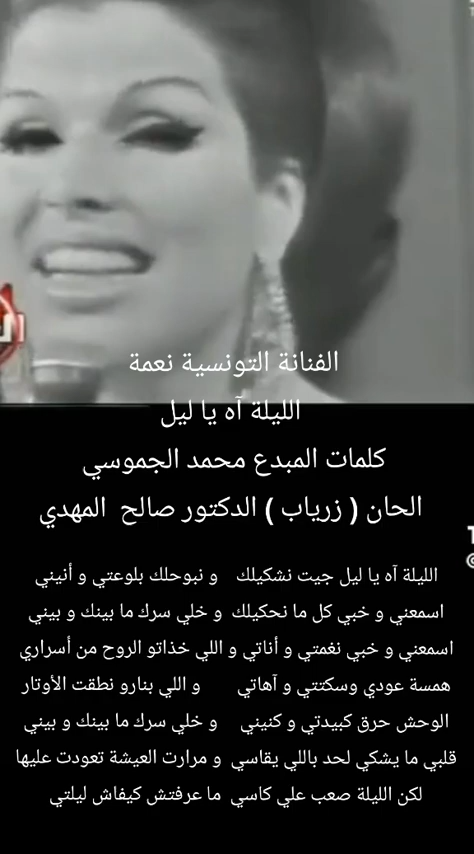 الفنانة التونسية نعمة
الليلة آه يا ليل
كلمات المبدع محمد الجموسي
الحان ( زرياب ) الدكتور صالح المهدي
الليلة آه يا ليل جيت نشكيلك و نبوحلك بلوعتي و أنيني
اسمعني و خبي كل ما نحكيلك و خلي سرك ما بينك و بيني
اسمعني و خبي نغمتي و أناتي و اللي خذاتو الروح من أسراري
همسة عودي وسكتتي و آهاتي و اللي بنارو نطقت الأوتار
الوحش حرق كبيدتي و كنيني و خلي سرك ما بينك و بيني
قلبي ما يشكي لحد باللي يقاسي و مرارت العيشة تعودت عليها
لكن الليلة صعب علي كاسي ما عرفتش كيفاش ليلتي